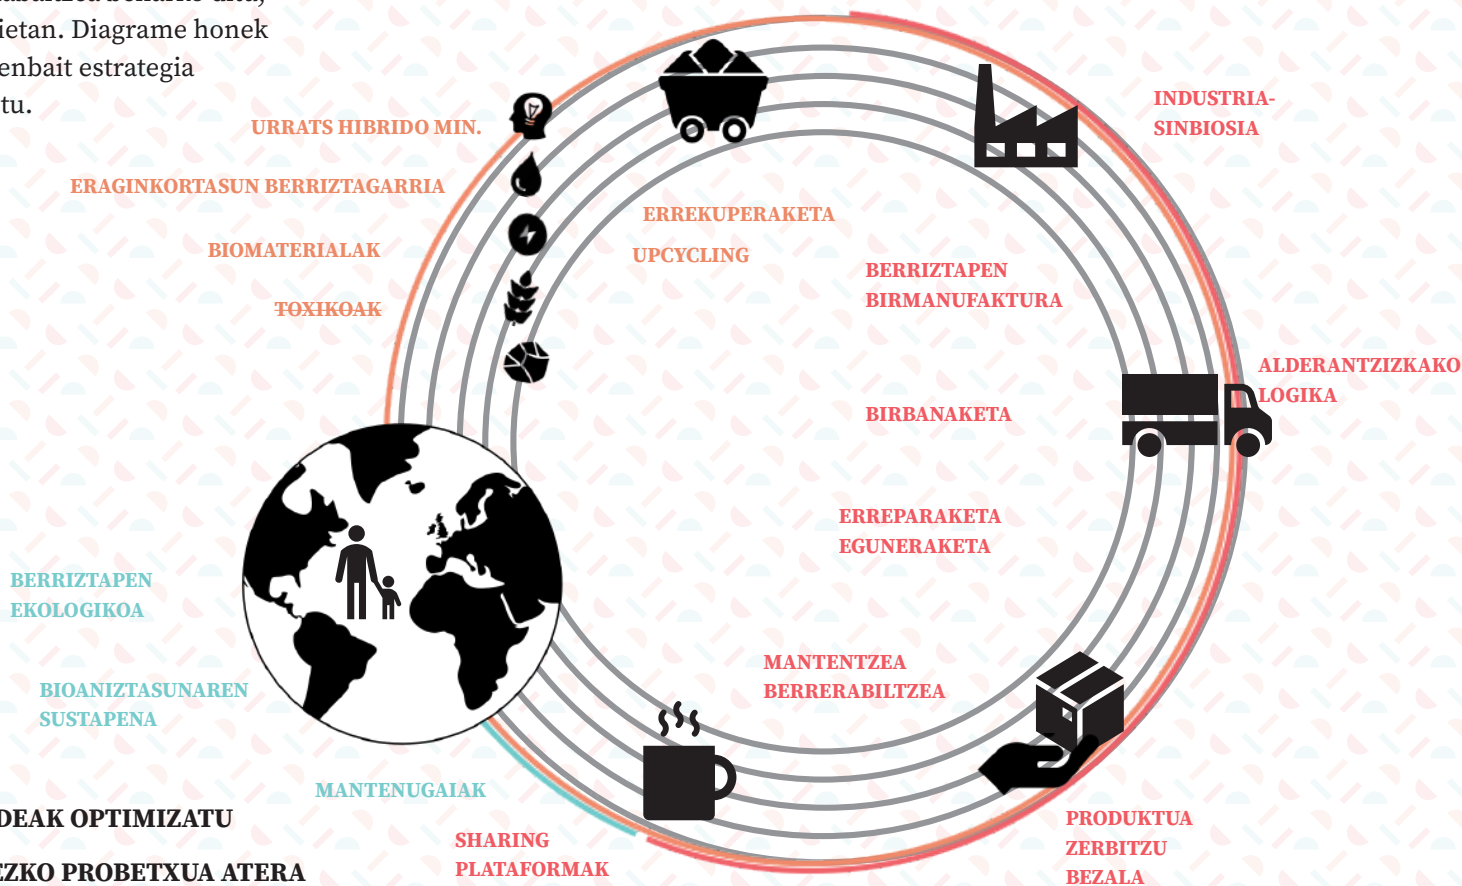 ietan. Diagrame honek
enbait estrategia
tu.
URRATS HIBRIDO MIN.
ERAGINKORTASUN BERRIZTAGARRIA
BIOMATERIALAK
TOXIKOAK
ERREKUPERAKETA
UPCYCLING
INDUSTRIA-
SINBIOSIA
BERRIZTAPEN
BIRMANUFAKTURA
ALDERANTZIZKAKO
LOGIKA
BIRBANAKETA
ERREPARAKETA
EGUNERAKETA
MANTENTZEA
BERRERABILTZEA
BERRIZTAPEN
EKOLOGIKOA
BIOANIZTASUNAREN
SUSTAPENA
MANTENUGAIAK
SHARING
PLATAFORMAK
PRODUKTUA
ZERBITZU
BEZALA
DEAK OPTIMIZATU
EZKO PROBETXUA ATERA